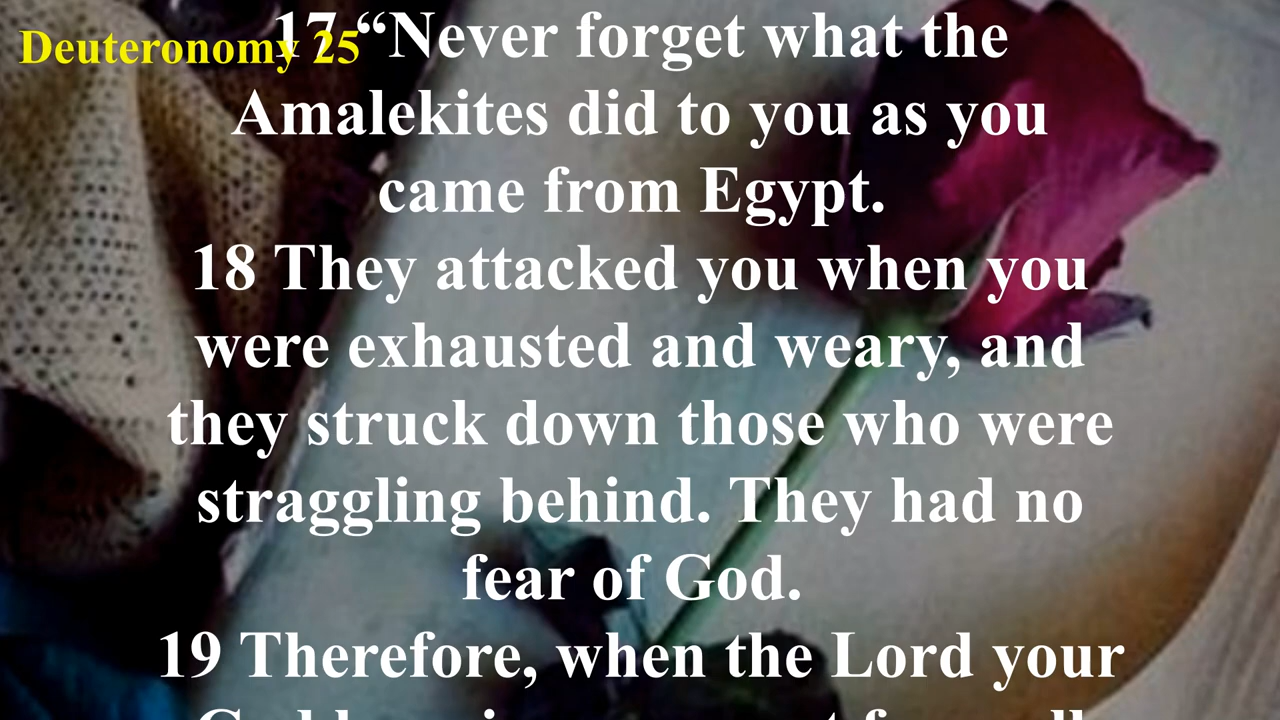 Deuteronomy 25
17 “Never forget what the
Amalekites did to you as you
came from Egypt.
18 They attacked you when you
were exhausted and weary, and
they struck down those who were
straggling behind. They had no
fear of God.
19 Therefore, when the Lord your